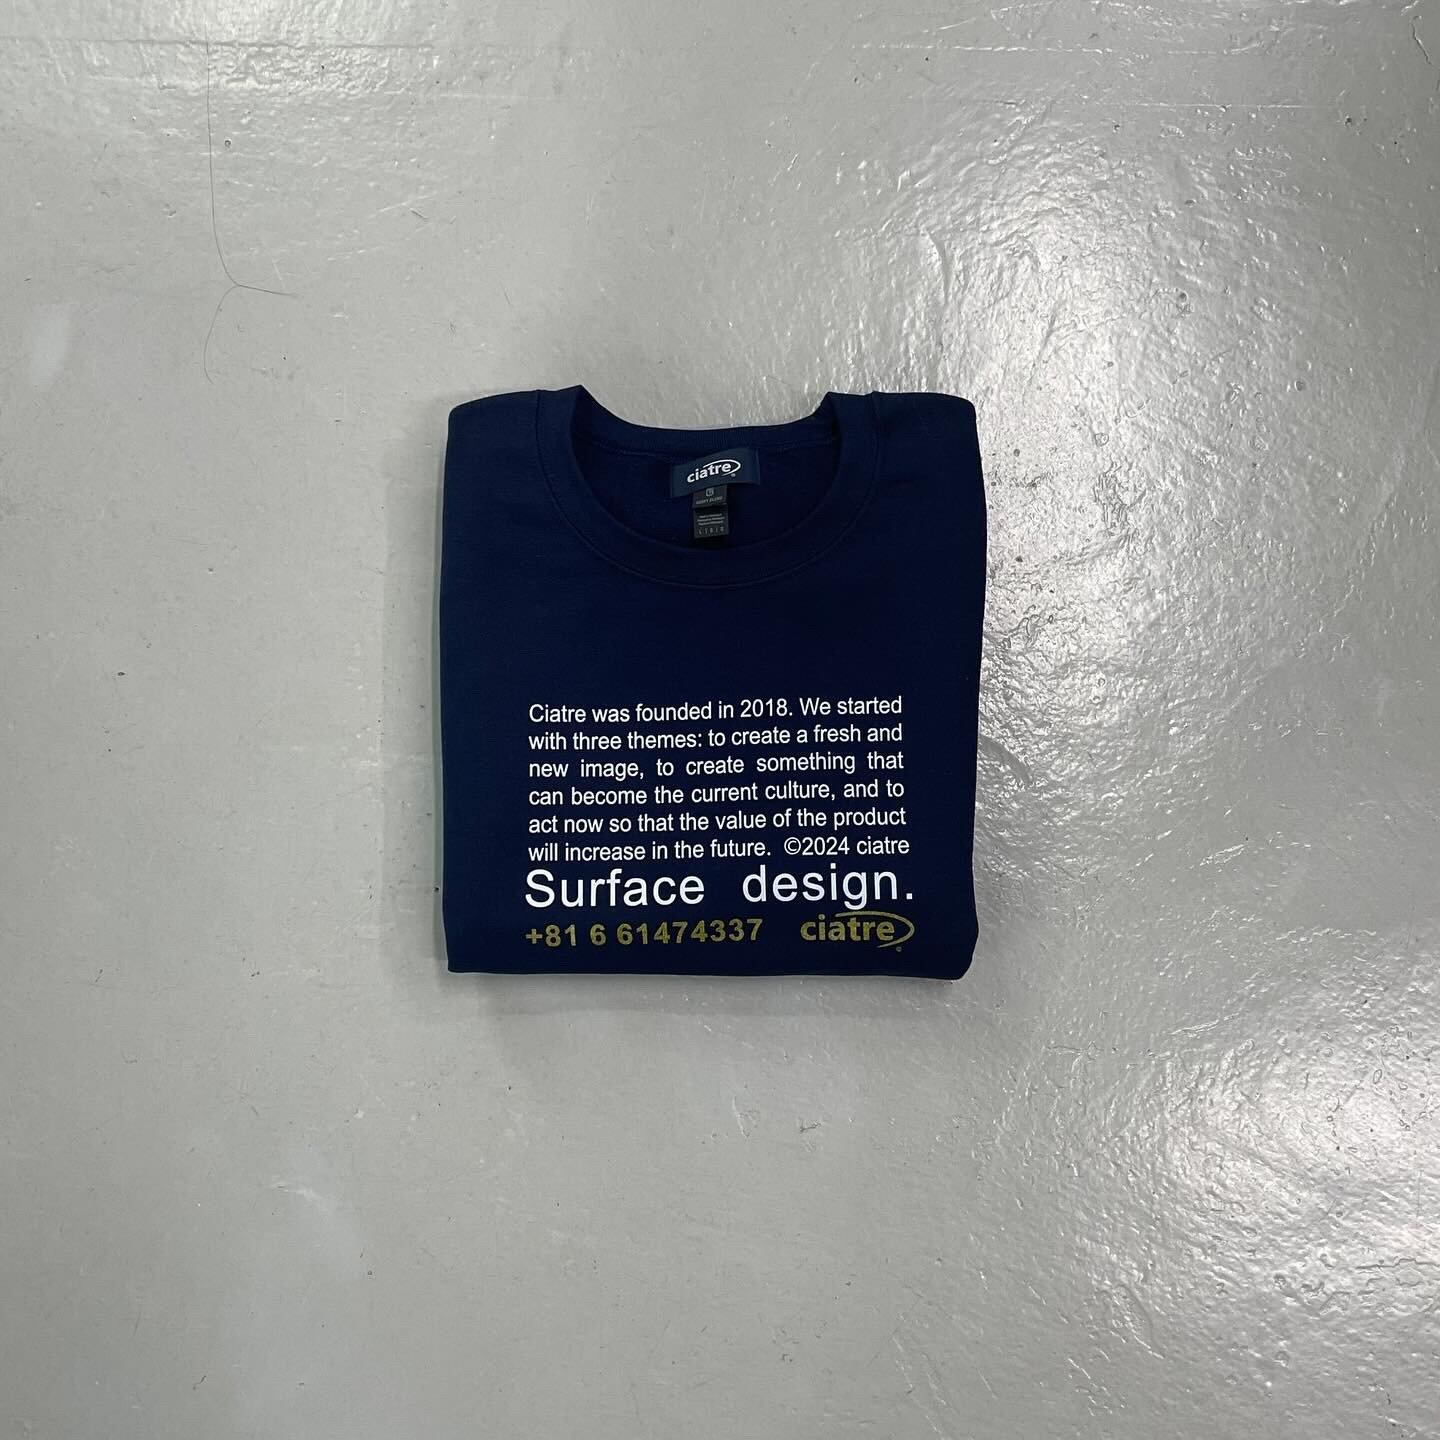 ciatre
Ciatre was founded in 2018. We started
with three themes: to create a fresh and
new image, to create something that
can become the current culture, and to
act now so that the value of the product
will increase in the future. ©2024 ciatre
Surface design.
+81 6 61474337 ciatre